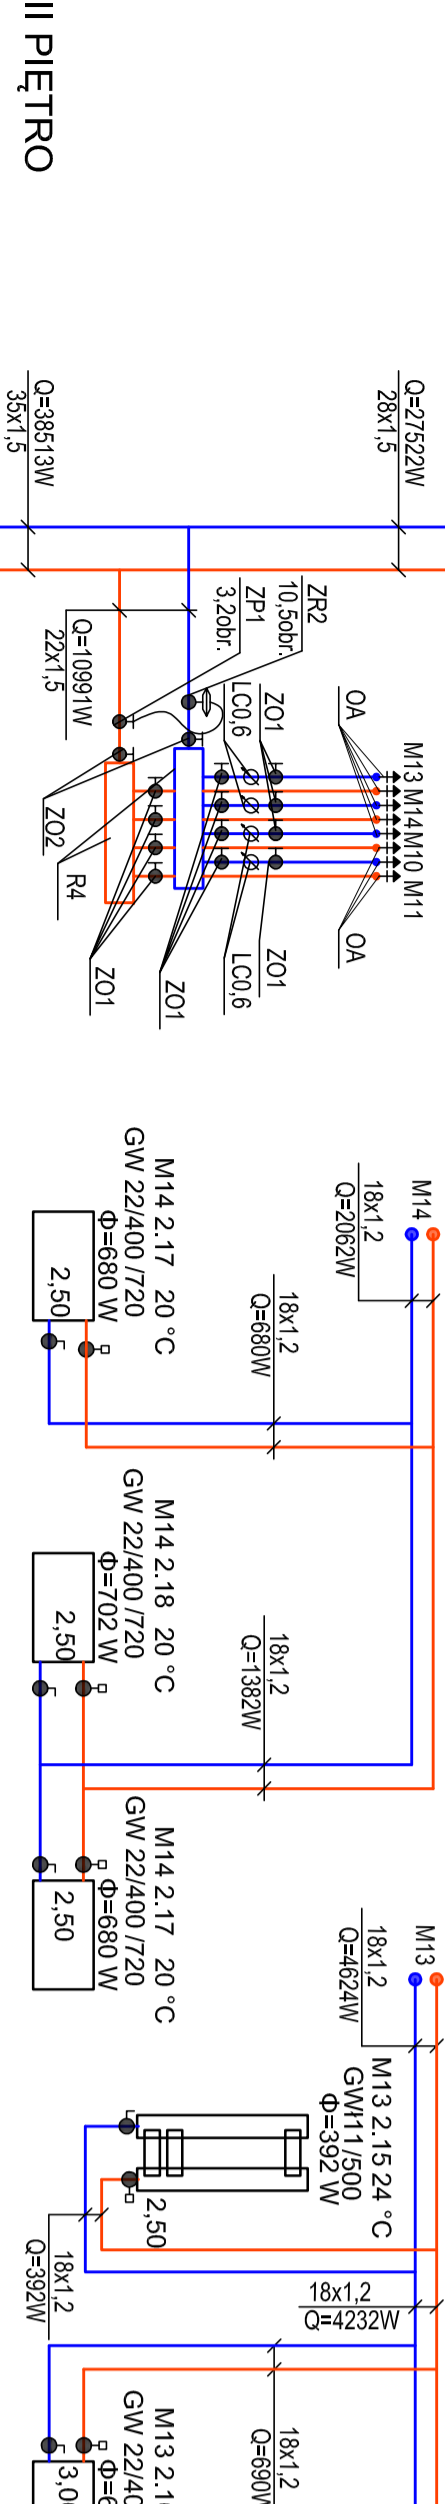 II PIĘTRO
Q=38513W
35x1,5
Q=27522W
28x1,5
Q=10991W
22x1,5
ZP1
3,2obr.
ZR2
10,5obr.
LC0,6
ZO1
OA
M13 M14 M10 M11
ZO2
R4
ZO1
ZO1
LC0,6
ZO1
OA
M14
18x1,2
Q=2062W
M14 2.17 20 °C
GW 22/400 /720
Φ=680 W
2,50
18x1,2
Q=680W
M14 2.18 20 °C
GW 22/400 /720
Φ=702 W
2,50
18x1,2
Q=1382W
M14 2.17 20 °C
GW 22/400 /720
Φ=680 W
2,50
M13
18x1,2
Q=4624W
M13 2.15 24 °C
GWł11/500
Φ=392 W
2,50
18x1,2
Q=392W
18x1,2
Q=4232W
18x1,2
Q=690W
M13
GW